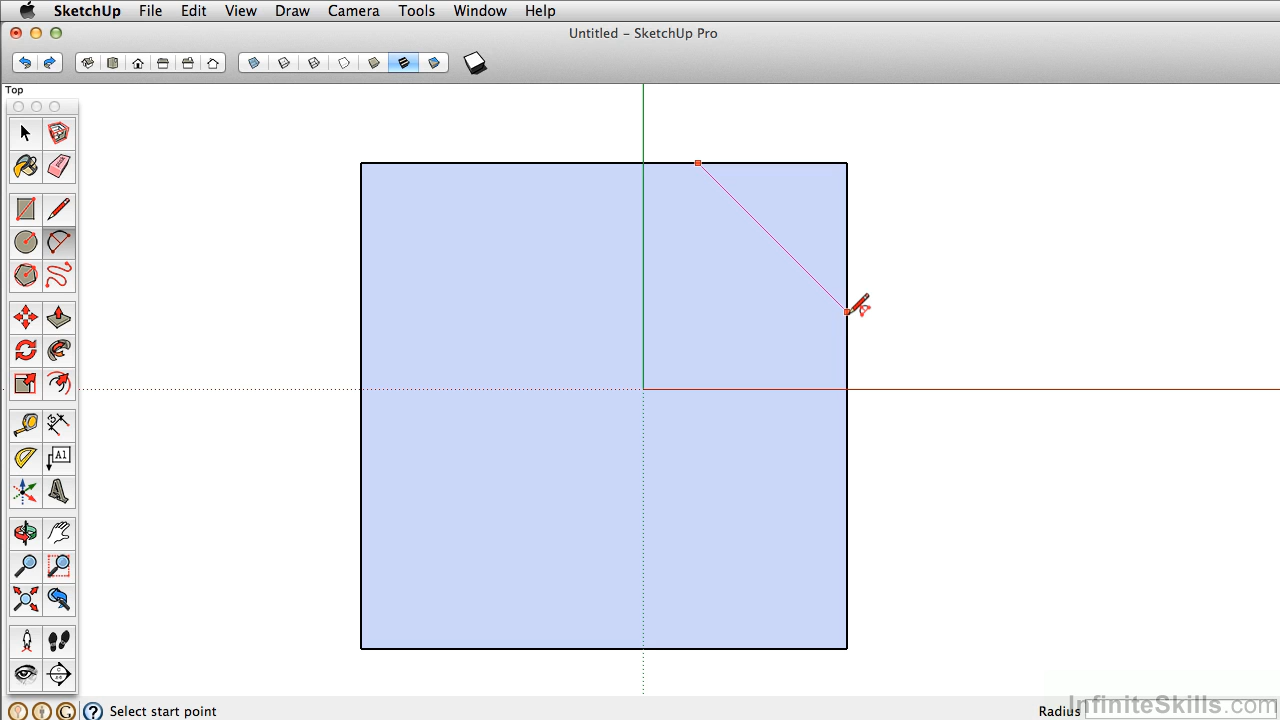 SketchUp File Edit View Draw Camera Tools Window Help
Untitled – SketchUp Pro
Top
A1
Select start point
Radius
InfiniteSkills.com